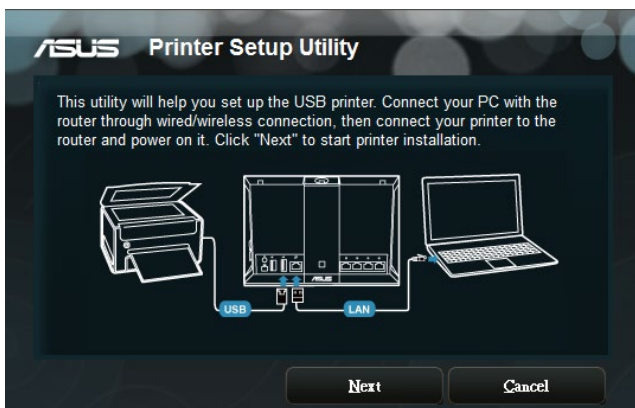 ASUS Printer Setup Utility
This utility will help you set up the USB printer. Connect your PC with the
router through wired/wireless connection, then connect your printer to the
router and power on it. Click "Next" to start printer installation.
ASUS
USB
LAN
Next
Cancel